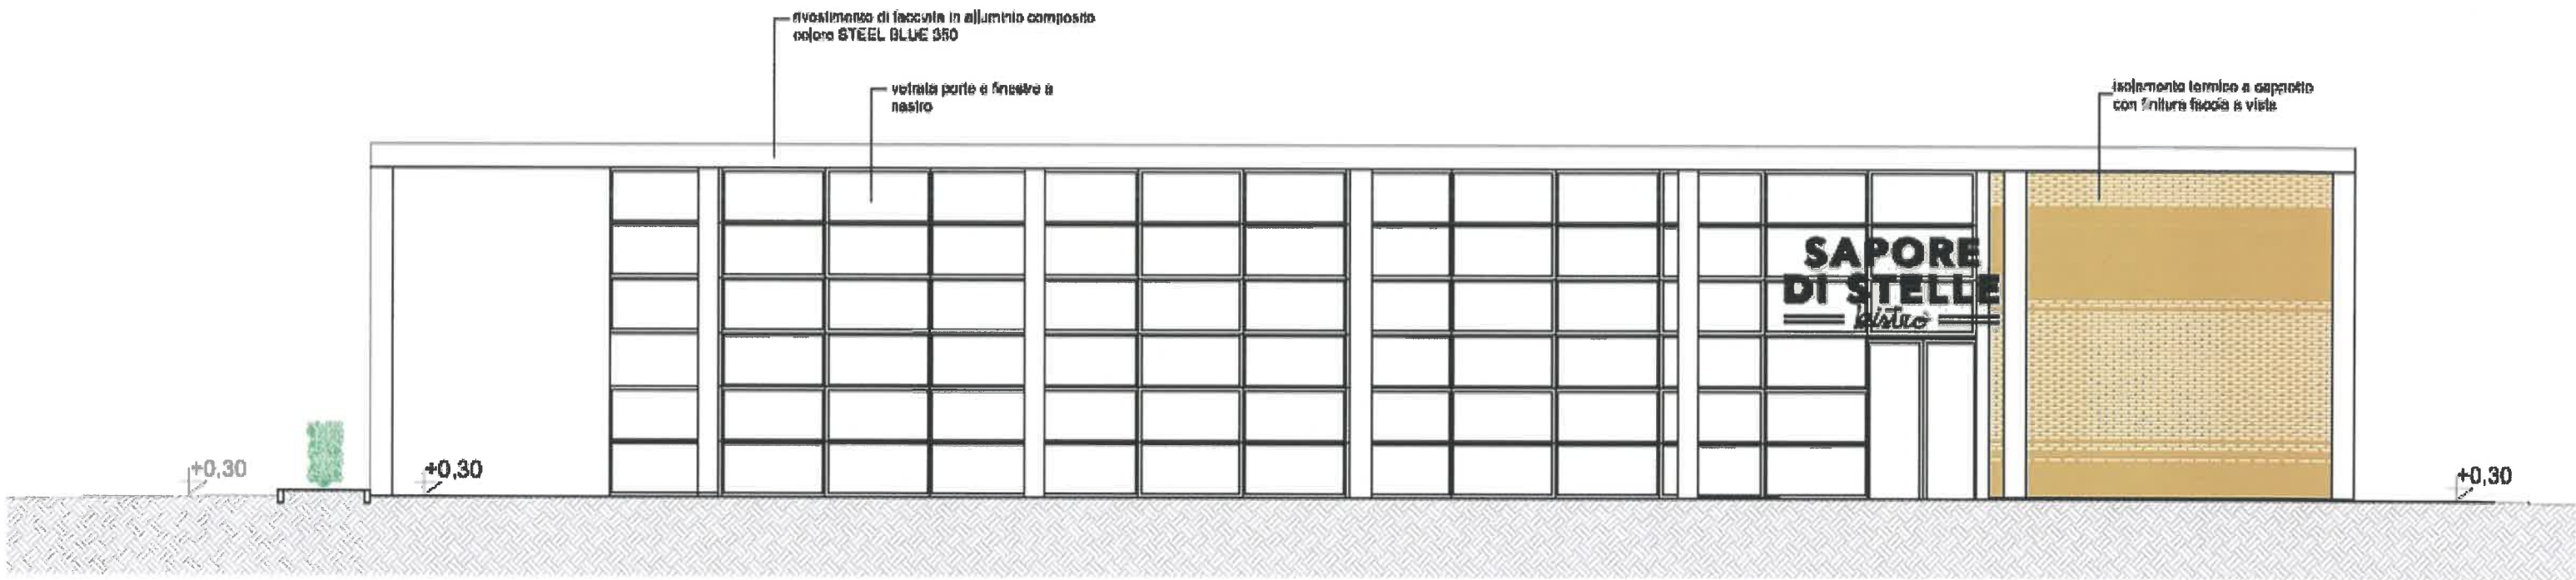 rivestimento di facciata in alluminio composito
colore STEEL BLUE 350
vetrata porte e finestre a
nastro
isolamento termico a cappotto
con finitura faccia a vista
SAPORE
DI STELLE
bistro
+0,30
+0,30
+0,30